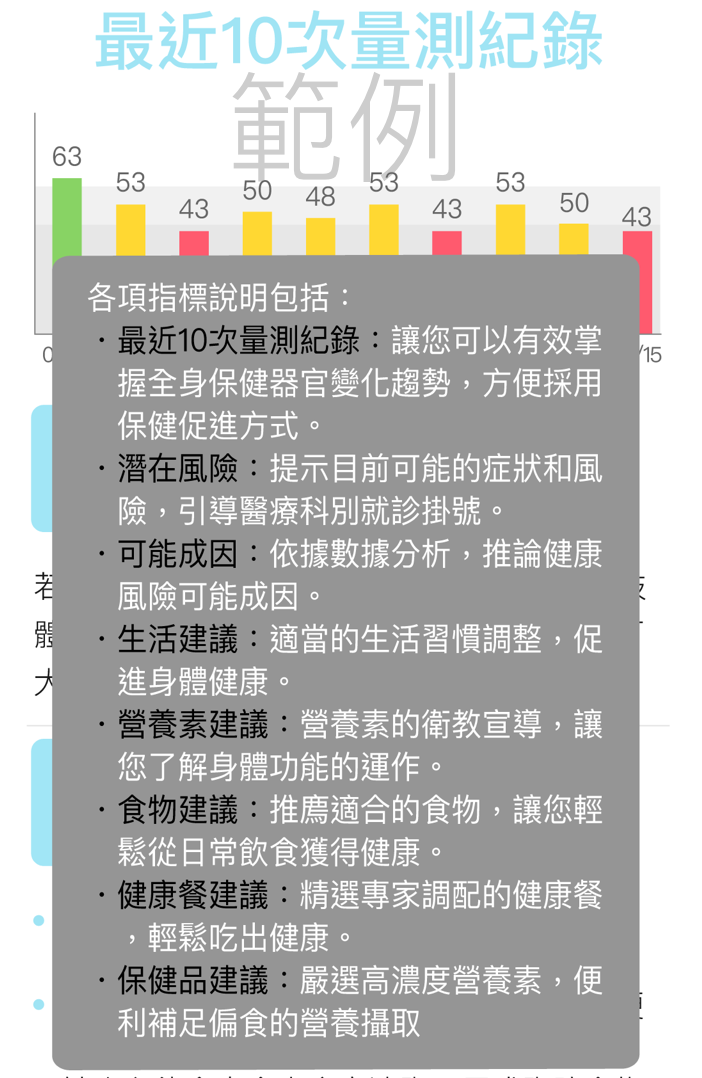 最近10次量測紀錄
範例
63
53
43
50
48
53
43
53
50
43
0
/15
各項指標說明包括：
・最近10次量測紀錄：讓您可以有效掌
握全身保健器官變化趨勢，方便採用
保健促進方式。
・潛在風險：提示目前可能的症狀和風
險，引導醫療科別就診掛號。
・可能成因：依據數據分析，推論健康
風險可能成因。
・生活建議：適當的生活習慣調整，促
進身體健康。
・營養素建議：營養素的衛教宣導，讓
您了解身體功能的運作。
・食物建議：推薦適合的食物，讓您輕
鬆從日常飲食獲得健康。
・健康餐建議：精選專家調配的健康餐
，輕鬆吃出健康。
・保健品建議：嚴選高濃度營養素，便
利補足偏食的營養攝取
若
體
大